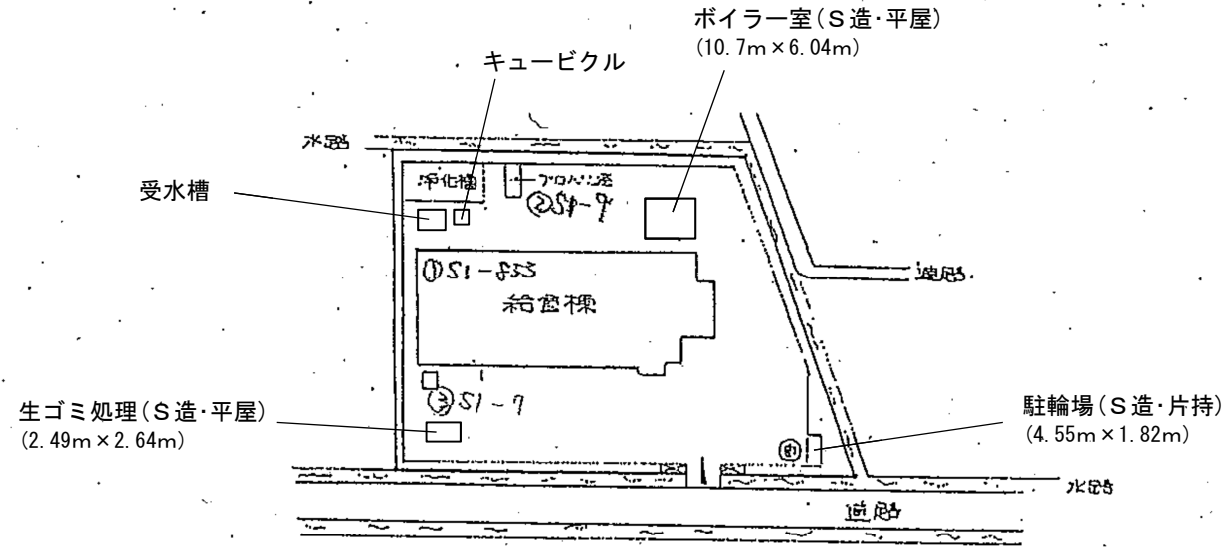 ボイラー室(S造･平屋)
(10.7m×6.04m)
キュービクル
水路
受水槽
浄化槽
プロパン室
②S1-9
①S1-833
給食棟
道路
③S1-7
生ゴミ処理(S造･平屋)
(2.49m×2.64m)
駐輪場(S造･片持)
(4.55m×1.82m)
水路
道路